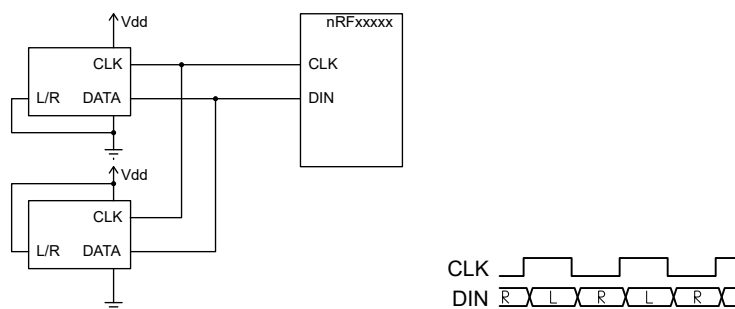 Vdd
nRFxxxxx
CLK
CLK
L/R
DATA
DIN
Vdd
CLK
L/R
DATA
CLK
DIN R L R L R